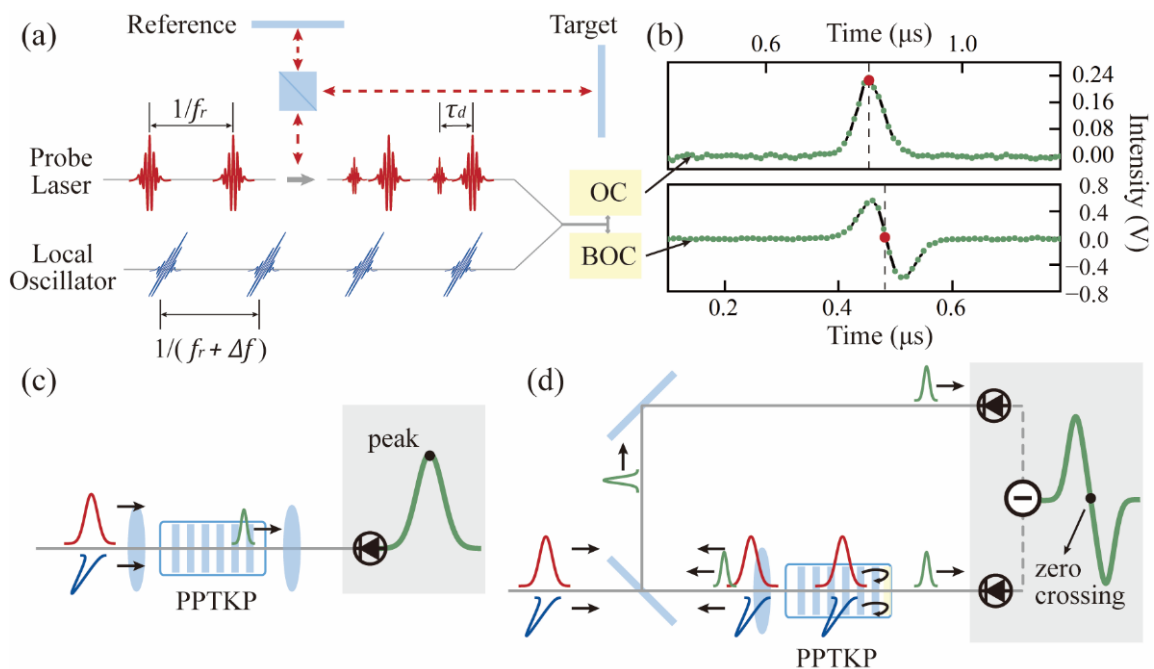 (a)
Reference
Target
1/fr
τd
Probe
Laser
OC
BOC
Local
Oscillator
1/( fr + Δf )
(b)
Time (μs)
0.6
1.0
0.24
0.16
0.08
0.00
0.8
0.4
0.0
−0.4
−0.8
Intensity (V)
0.2
0.4
0.6
Time (μs)
(c)
peak
PPTKP
(d)
zero
crossing
PPTKP